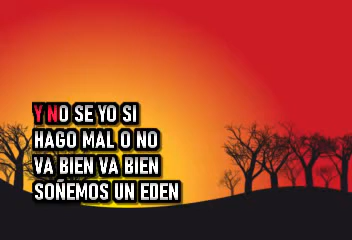 Y NO SE YO SI
HAGO MAL O NO
VA BIEN VA BIEN
SOÑEMOS UN EDEN